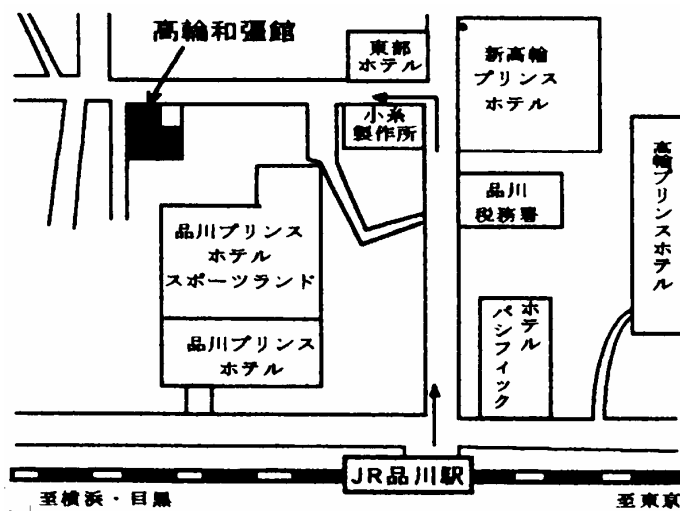 高輪和彊館
東部
ホテル
新高輪
プリンス
ホテル
小糸
製作所
高輪プリンスホテル
品川
税務署
品川プリンス
ホテル
スポーツランド
ホテル
パシフィック
品川プリンス
ホテル
JR品川駅
至横浜・目黒
至東京